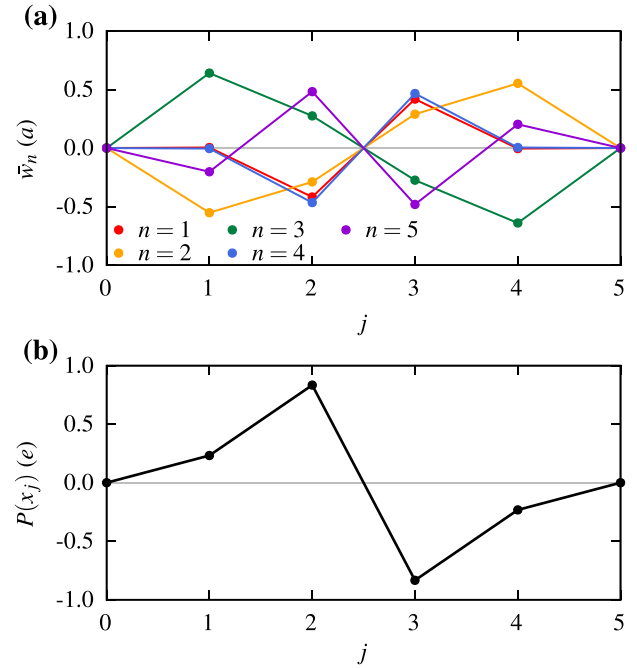 (a)
1.0
0.5
0.0
-0.5
-1.0
w̄ₙ (a)
n = 1 n = 3 n = 5
n = 2 n = 4
0 1 2 3 4 5
j
(b)
1.0
0.5
0.0
-0.5
-1.0
P(xⱼ) (e)
0 1 2 3 4 5
j